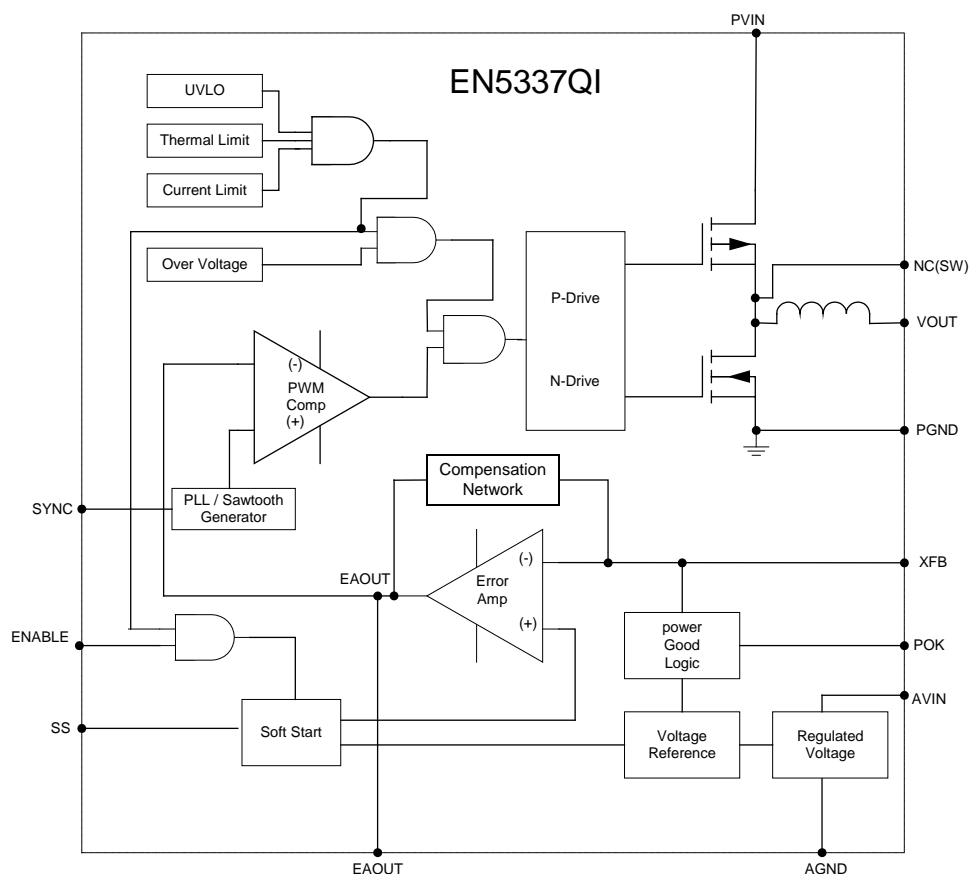 PVIN
EN5337QI
UVLO
Thermal Limit
Current Limit
Over Voltage
NC(SW)
P-Drive
VOUT
(-)
PWM
Comp
(+)
N-Drive
PGND
Compensation
Network
PLL / Sawtooth
Generator
SYNC
XFB
(-)
EAOUT
Error
Amp
(+)
ENABLE
power
Good
Logic
POK
AVIN
SS
Soft Start
Voltage
Reference
Regulated
Voltage
EAOUT
AGND